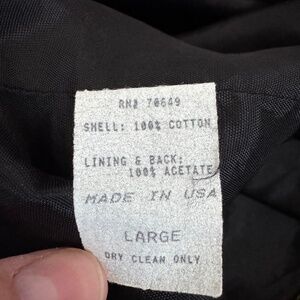 RN# 70649
SHELL: 100% COTTON
LINING & BACK:
100% ACETATE
MADE IN USA
LARGE
DRY CLEAN ONLY